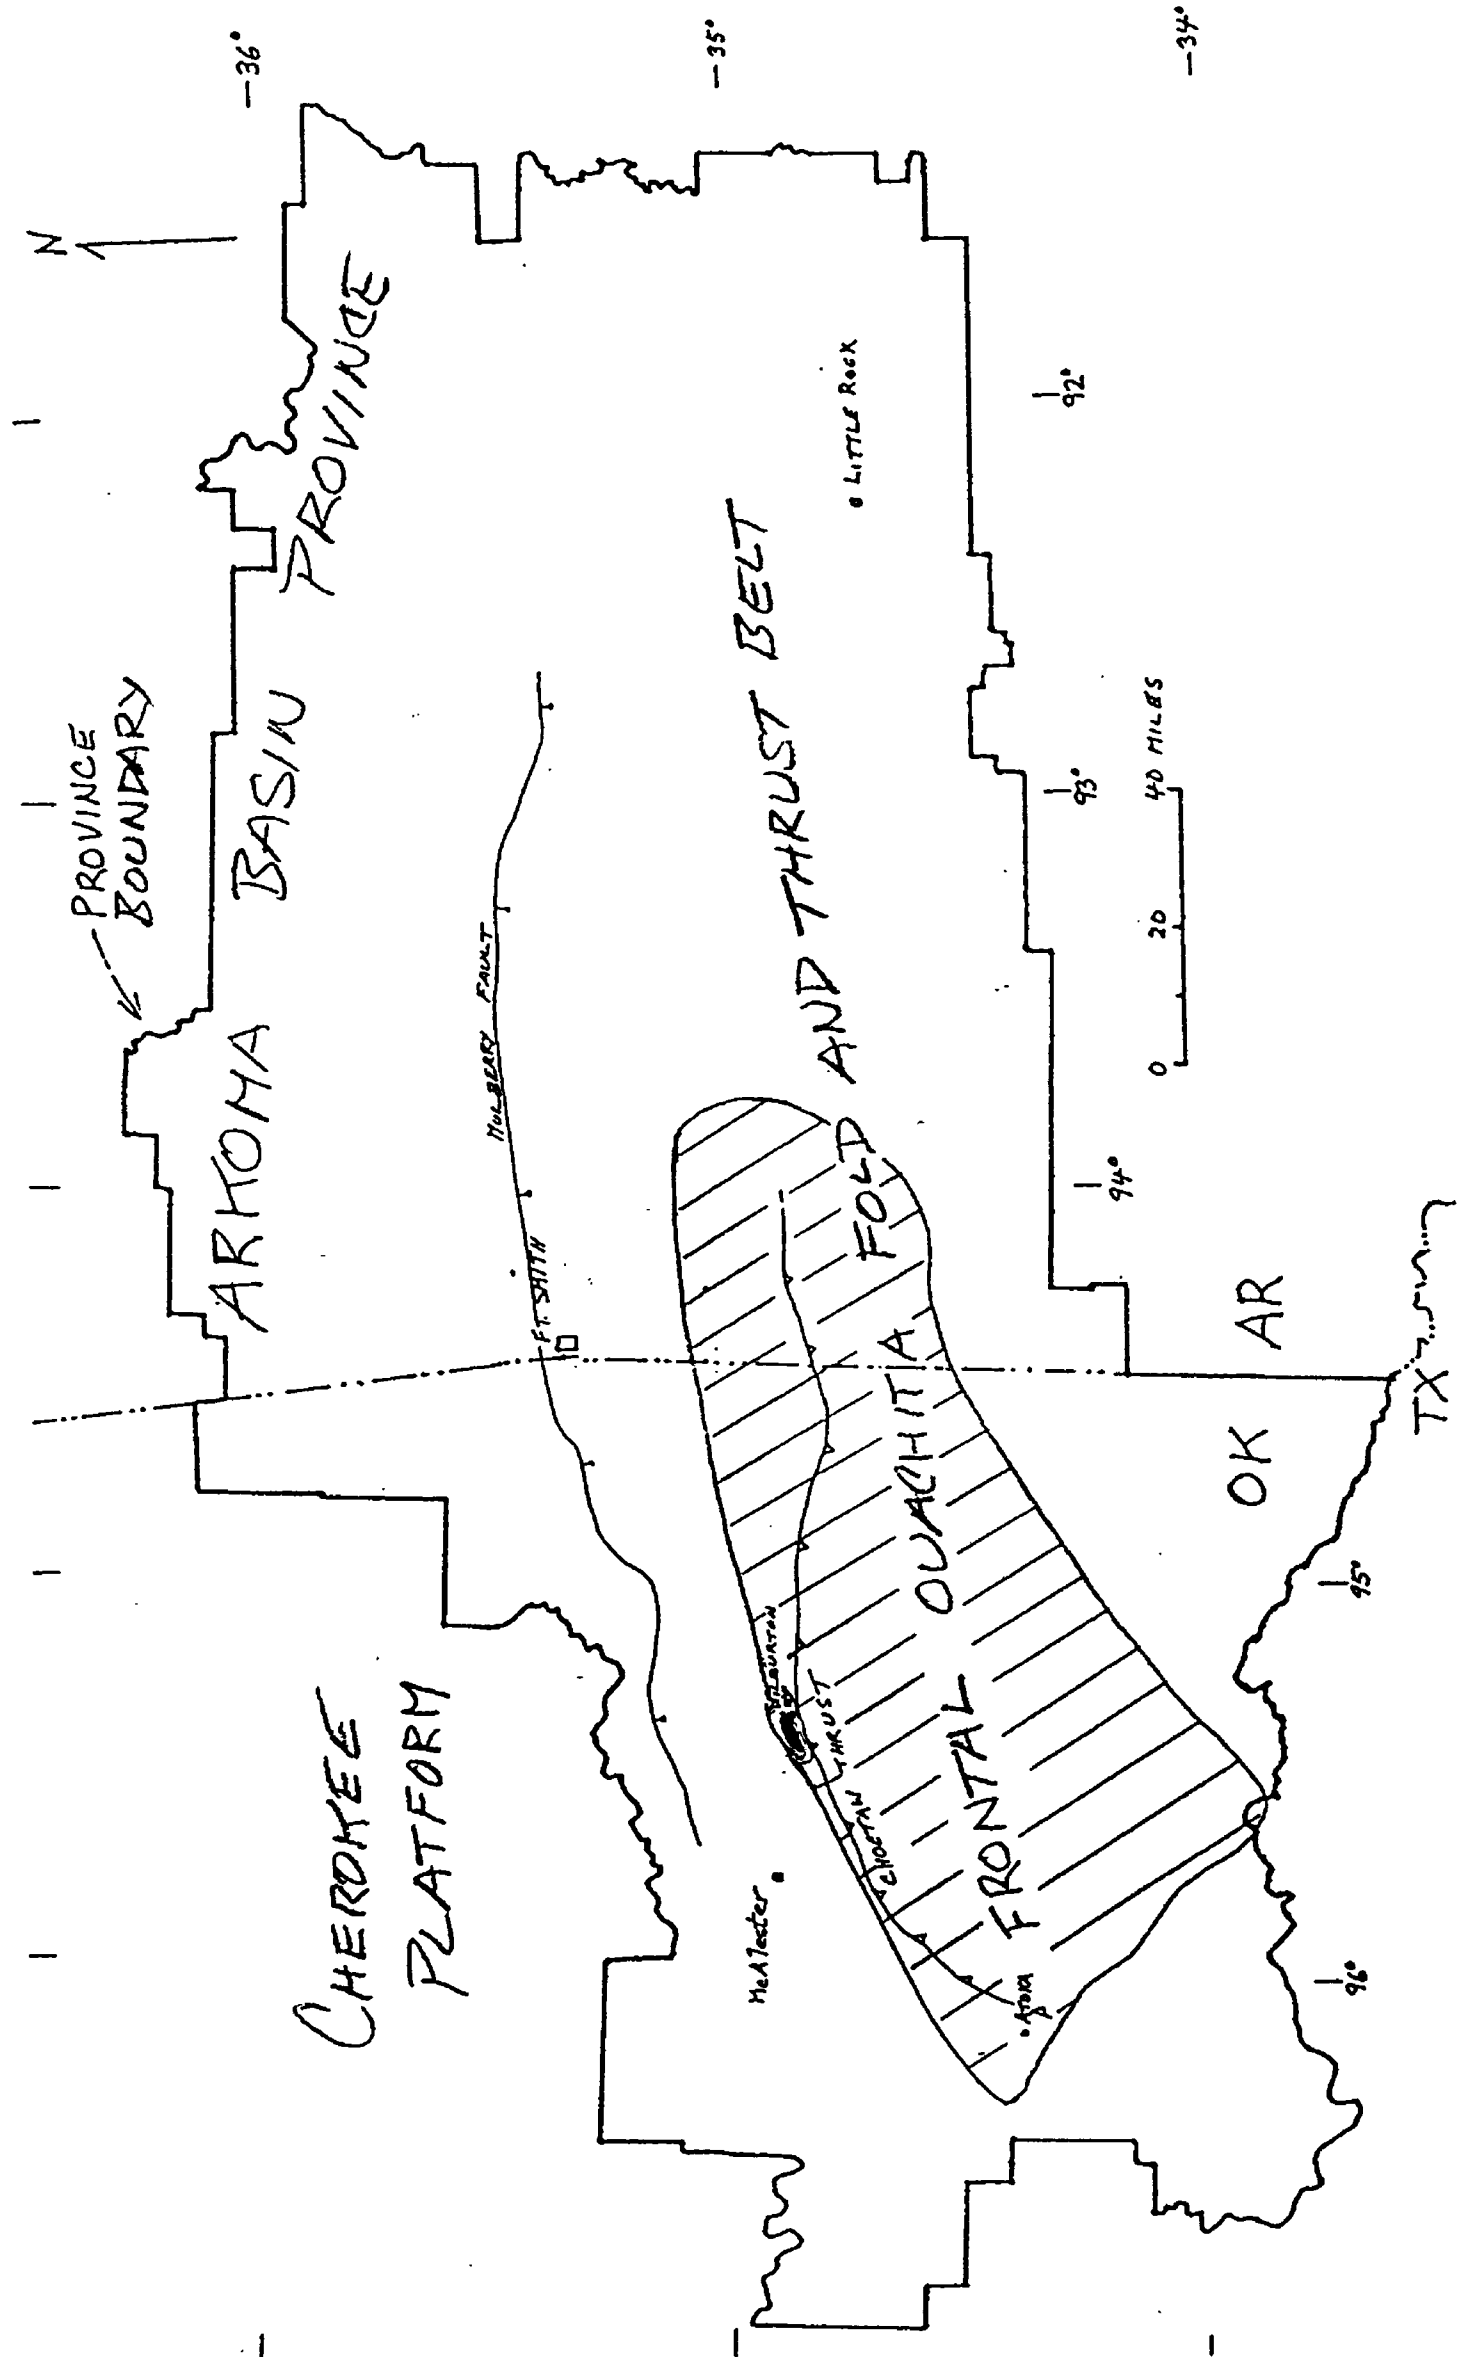 N
PROVINCE
BOUNDARY
ARKOMA BASIN PROVINCE
CHEROKEE
PLATFORM
-36°
-35°
-34°
MULBERRY FAULT
FT. SMITH
McAlester
WILBURTON
CHOCTAW THRUST
ATOKA
FRONTAL OUACHITA FOLD AND THRUST BELT
LITTLE ROCK
OK
AR
TX
96°
95°
94°
93°
92°
0 20 40 MILES